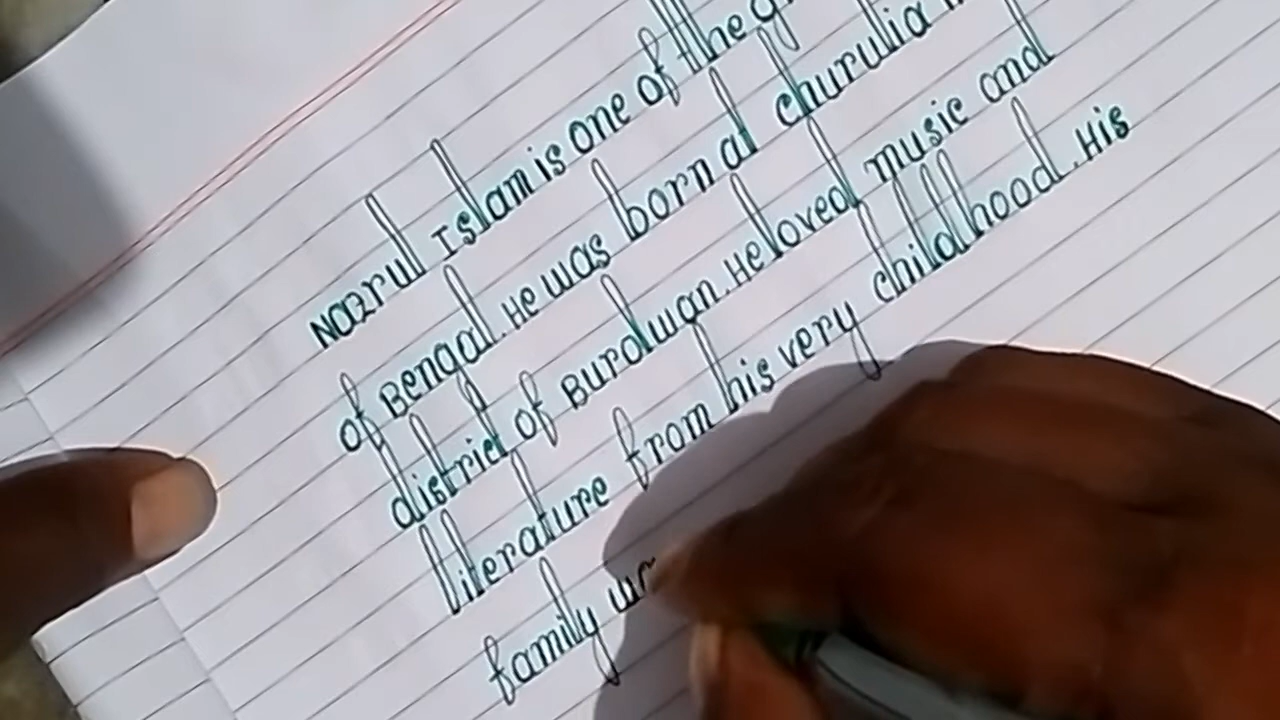 Nazrul Islam is one of the
of Bengal. He was born at churulia
district of Burdwan. He loved music and
literature from his very childhood. His
family